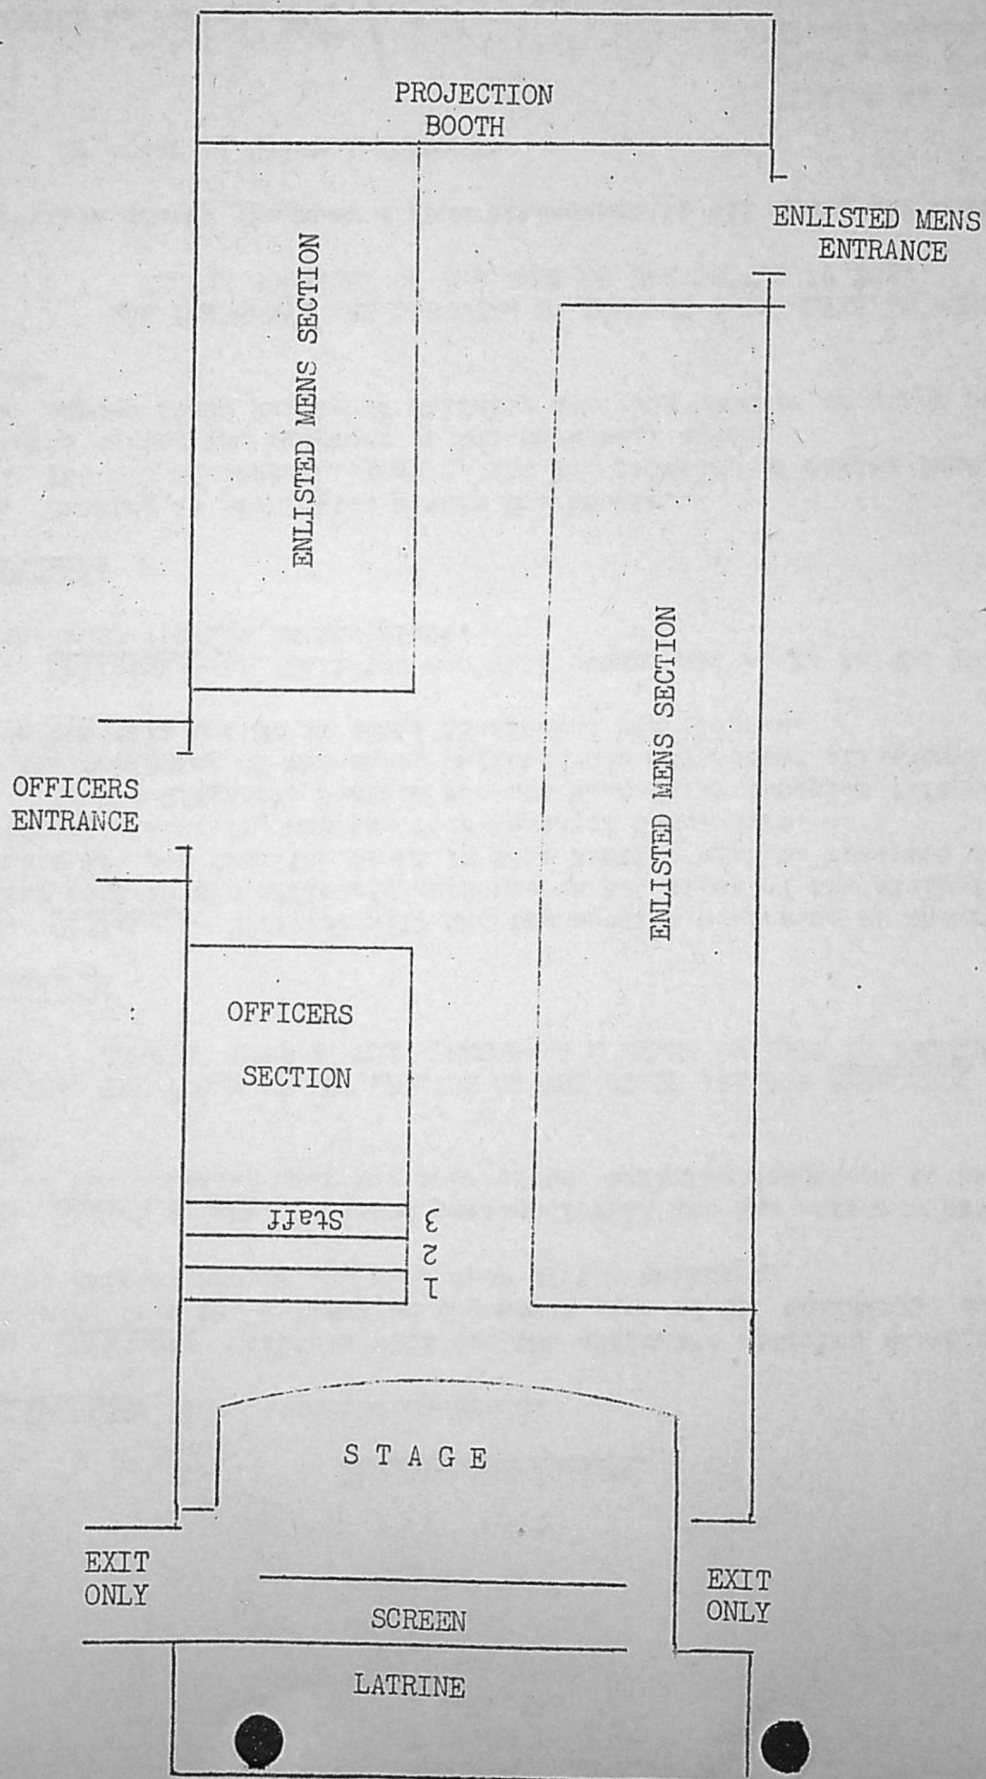 PROJECTION
BOOTH
ENLISTED MENS
ENTRANCE
ENLISTED MENS SECTION
ENLISTED MENS SECTION
OFFICERS
ENTRANCE
OFFICERS
SECTION
Staff
3
2
1
S T A G E
EXIT
ONLY
EXIT
ONLY
SCREEN
LATRINE